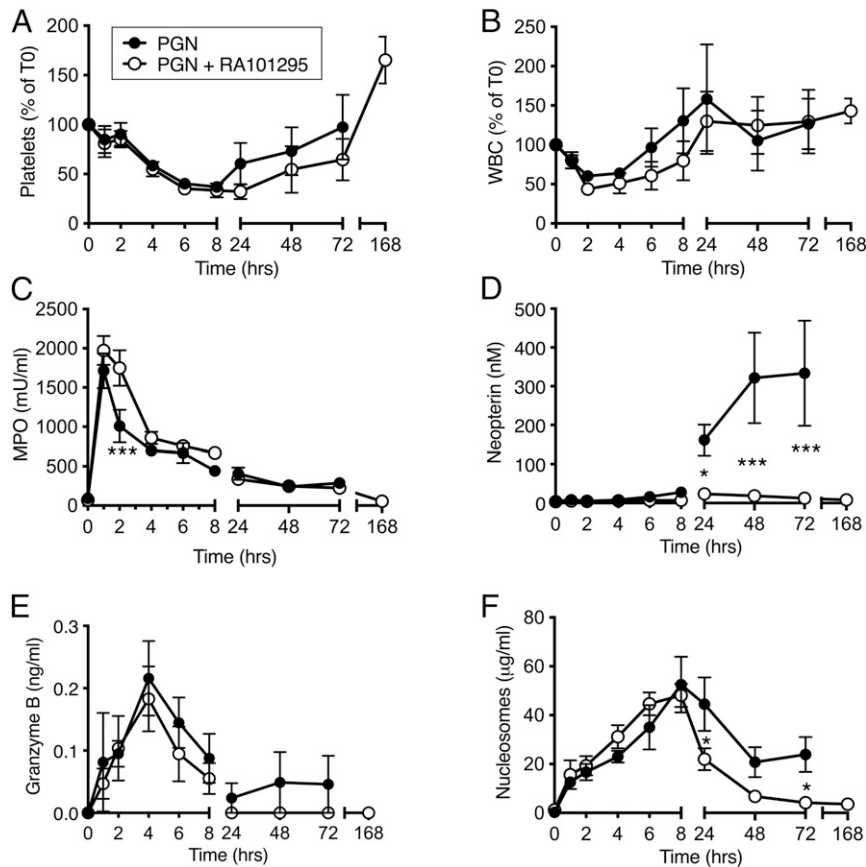 A
Platelets (% of T0)
200
150
100
50
0
PGN
PGN + RA101295
0 2 4 6 8 24 48 72 168
Time (hrs)
B
WBC (% of T0)
250
200
150
100
50
0
0 2 4 6 8 24 48 72 168
Time (hrs)
C
MPO (mU/ml)
2500
2000
1500
1000
500
0
***
0 2 4 6 8 24 48 72 168
Time (hrs)
D
Neopterin (nM)
500
400
300
200
100
0
* *** ***
0 2 4 6 8 24 48 72 168
Time (hrs)
E
Granzyme B (ng/ml)
0.3
0.2
0.1
0.0
0 2 4 6 8 24 48 72 168
Time (hrs)
F
Nucleosomes (µg/ml)
80
60
40
20
0
* *
0 2 4 6 8 24 48 72 168
Time (hrs)